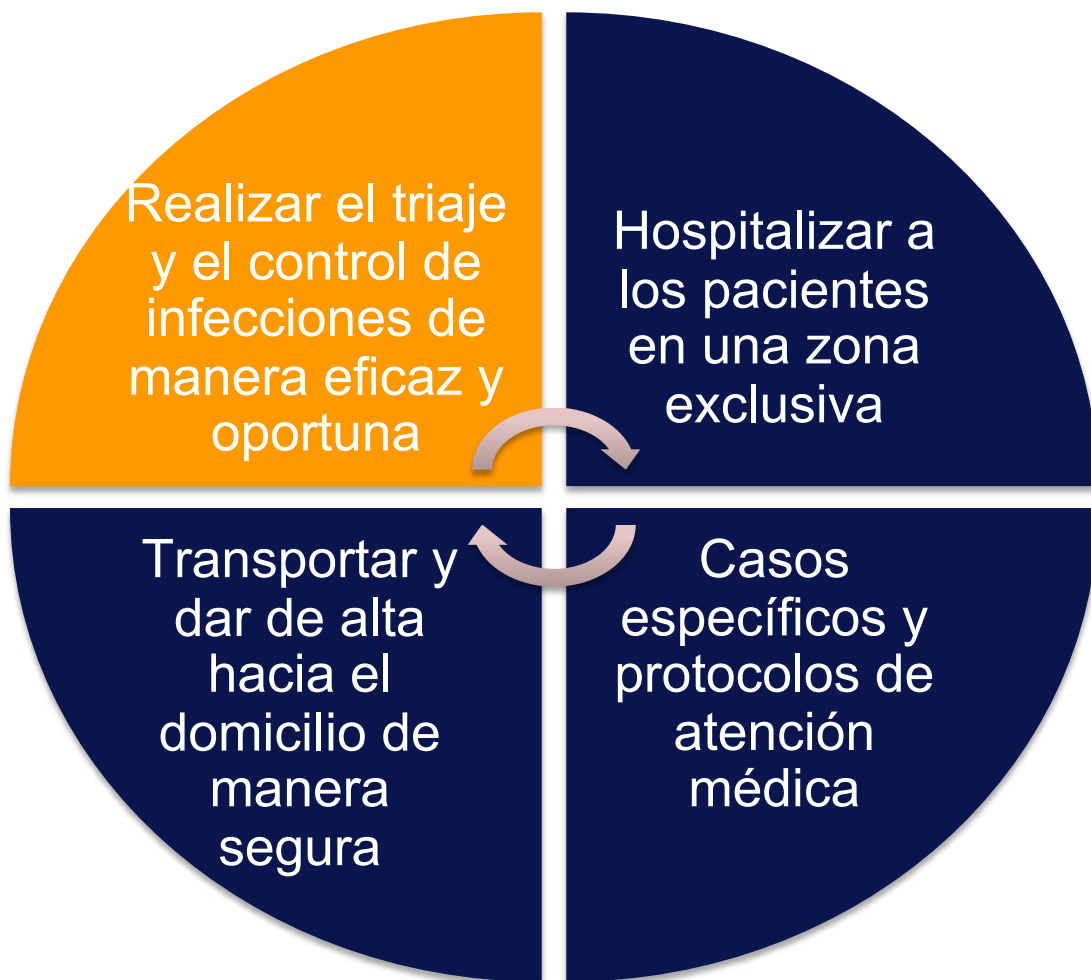 Realizar el triaje
y el control de
infecciones de
manera eficaz y
oportuna
Hospitalizar a
los pacientes
en una zona
exclusiva
Transportar y
dar de alta
hacia el
domicilio de
manera
segura
Casos
específicos y
protocolos de
atención
médica